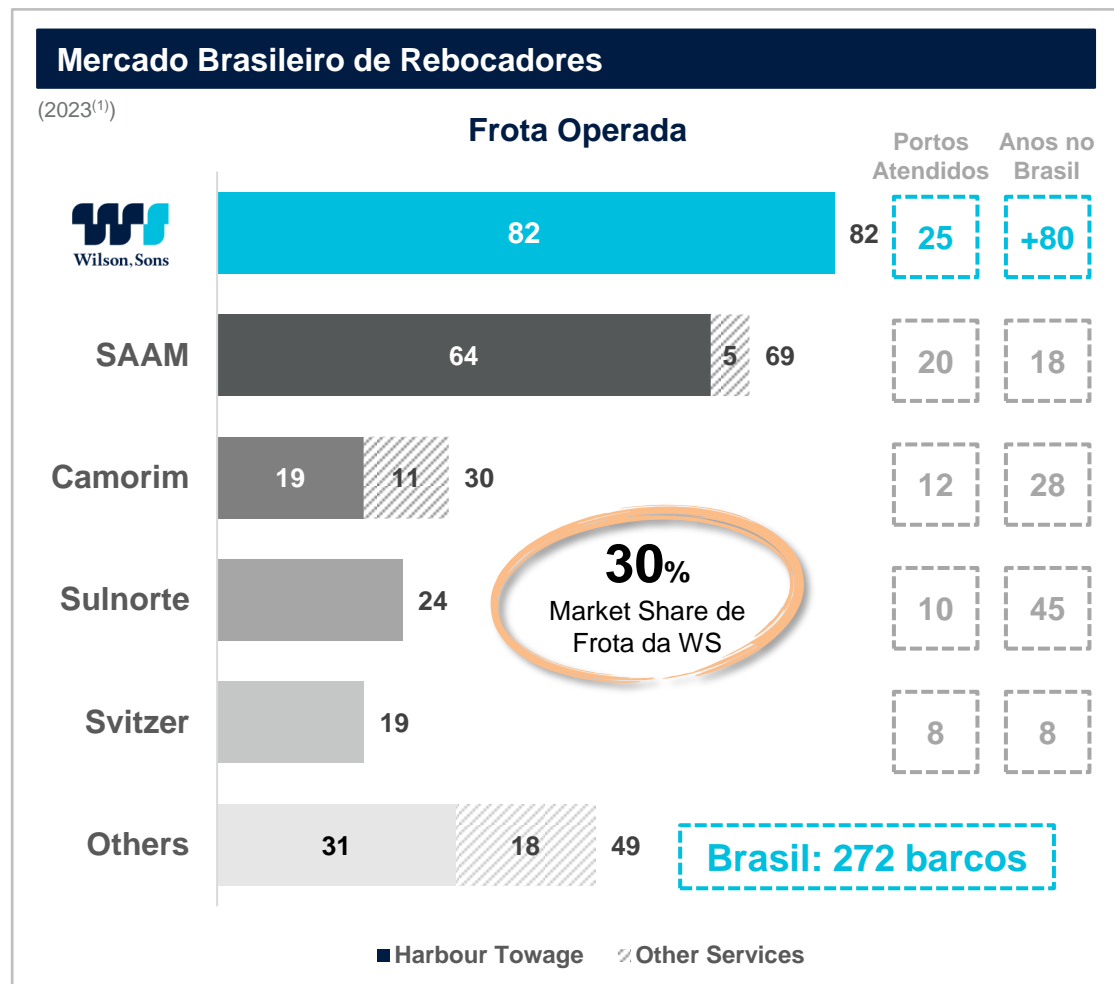 Mercado Brasileiro de Rebocadores
(2023(1))
Frota Operada
Portos Atendidos
Anos no Brasil
Wilson, Sons
82
82
25
+80
SAAM
64
5
69
20
18
Camorim
19
11
30
12
28
30%
Market Share de
Frota da WS
Sulnorte
24
10
45
Svitzer
19
8
8
Others
31
18
49
Brasil: 272 barcos
Harbour Towage
Other Services